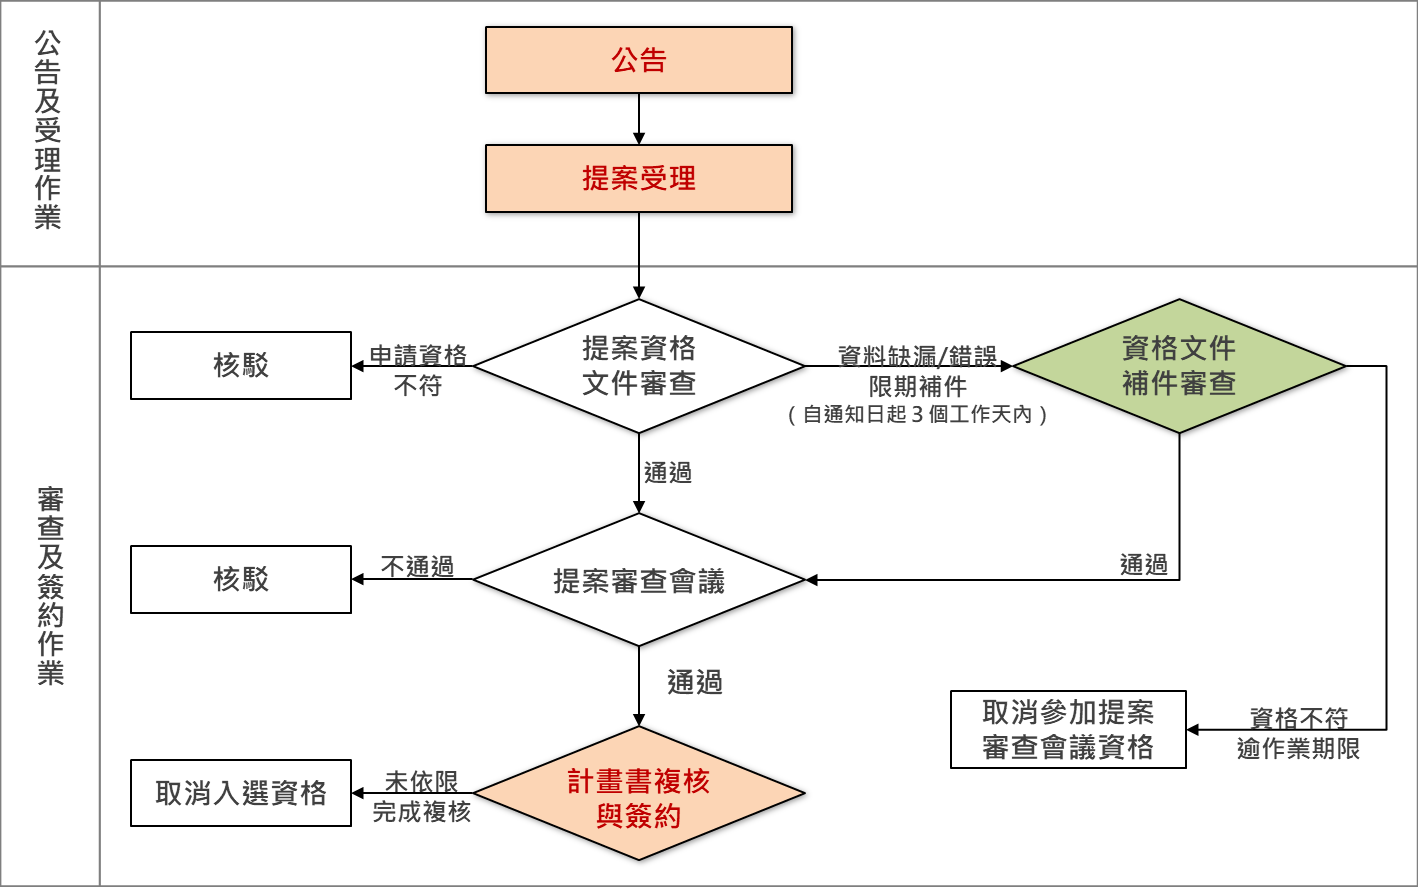 公告及受理作業
公告
提案受理
審查及簽約作業
核駁
申請資格
不符
提案資格
文件審查
資料缺漏/錯誤
限期補件
(自通知日起3個工作天內)
資格文件
補件審查
通過
核駁
不通過
提案審查會議
通過
通過
取消參加提案
審查會議資格
資格不符
逾作業期限
取消入選資格
未依限
完成複核
計畫書複核
與簽約